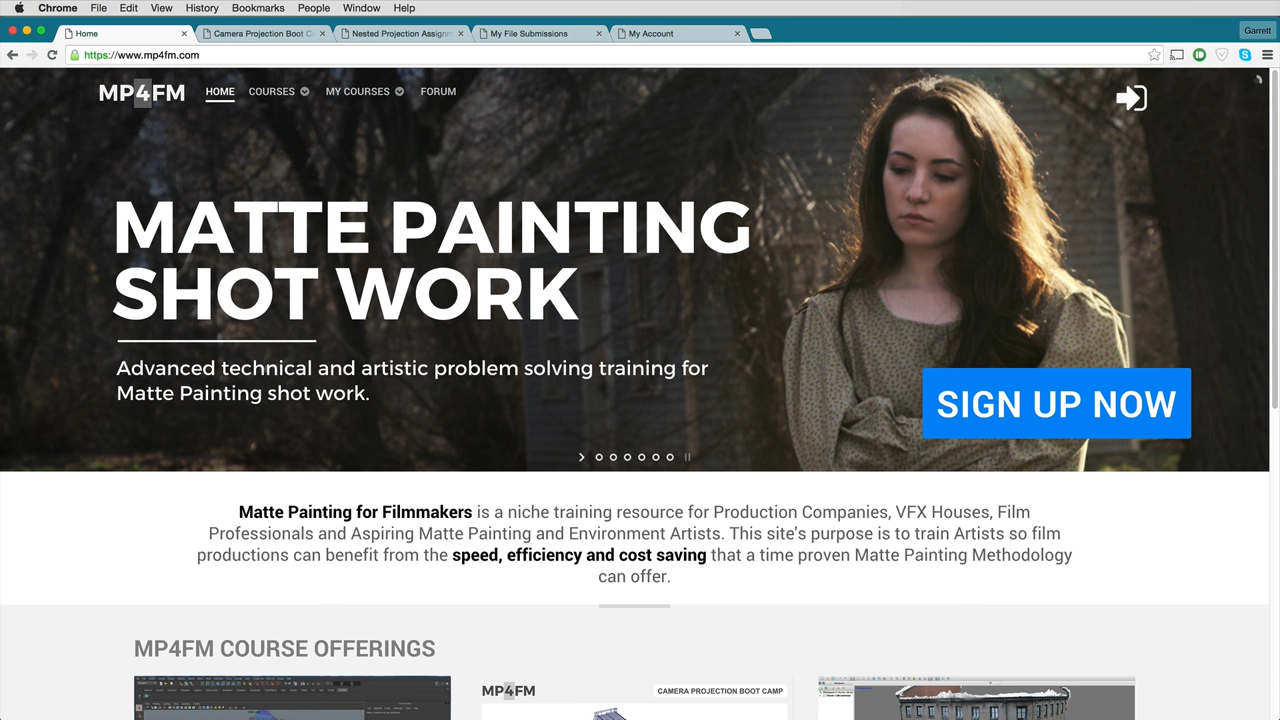 Chrome File Edit View History Bookmarks People Window Help
Home Camera Projection Boot C Nested Projection Assignm My File Submissions My Account Garrett
https://www.mp4fm.com
MP4FM HOME COURSES MY COURSES FORUM
MATTE PAINTING
SHOT WORK
Advanced technical and artistic problem solving training for
Matte Painting shot work.
SIGN UP NOW
Matte Painting for Filmmakers is a niche training resource for Production Companies, VFX Houses, Film
Professionals and Aspiring Matte Painting and Environment Artists. This site's purpose is to train Artists so film
productions can benefit from the speed, efficiency and cost saving that a time proven Matte Painting Methodology
can offer.
MP4FM COURSE OFFERINGS
MP4FM CAMERA PROJECTION BOOT CAMP